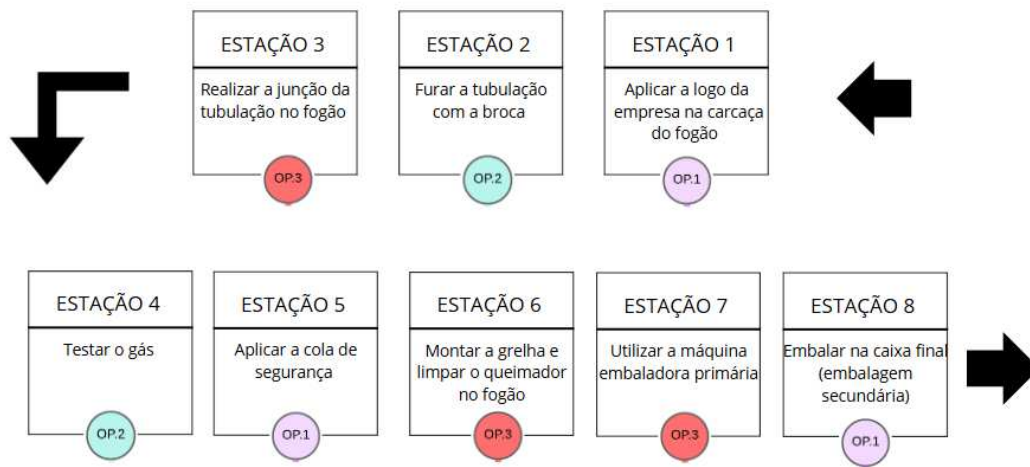 ESTAÇÃO 3
Realizar a junção da
tubulação no fogão
OP.3
ESTAÇÃO 2
Furar a tubulação
com a broca
OP.2
ESTAÇÃO 1
Aplicar a logo da
empresa na carcaça
do fogão
OP.1
ESTAÇÃO 4
Testar o gás
OP.2
ESTAÇÃO 5
Aplicar a cola de
segurança
OP.1
ESTAÇÃO 6
Montar a grelha e
limpar o queimador
no fogão
OP.3
ESTAÇÃO 7
Utilizar a máquina
embaladora primária
OP.3
ESTAÇÃO 8
Embalar na caixa final
(embalagem
secundária)
OP.1